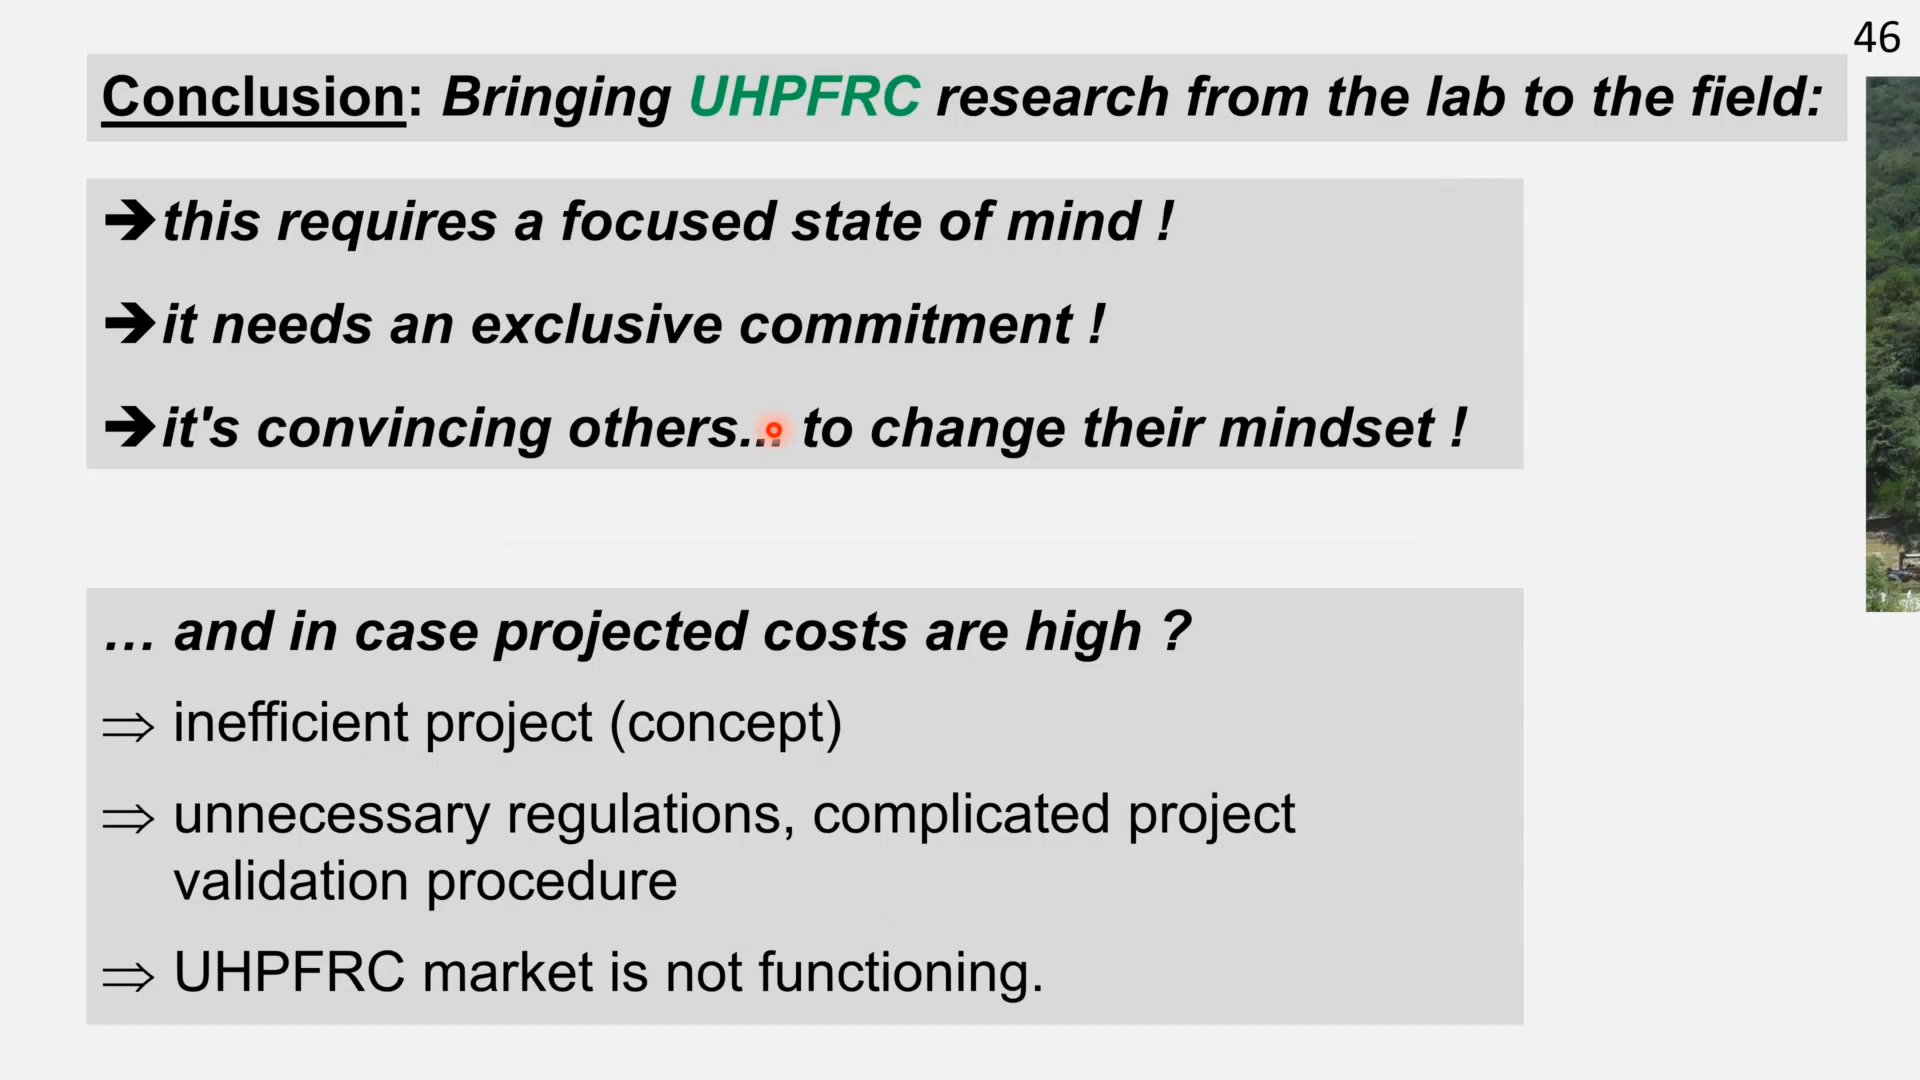 46
Conclusion: Bringing UHPFRC research from the lab to the field:
➔this requires a focused state of mind !
➔it needs an exclusive commitment !
➔it's convincing others... to change their mindset !
… and in case projected costs are high ?
⇒ inefficient project (concept)
⇒ unnecessary regulations, complicated project
validation procedure
⇒ UHPFRC market is not functioning.